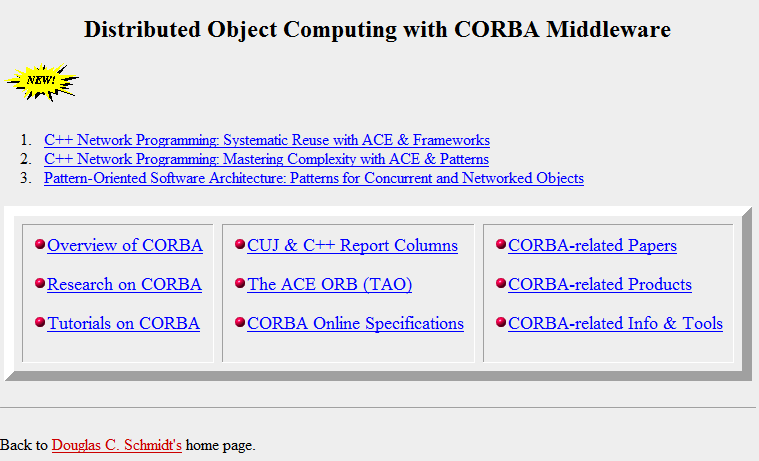 Distributed Object Computing with CORBA Middleware
NEW!
1. C++ Network Programming: Systematic Reuse with ACE & Frameworks
2. C++ Network Programming: Mastering Complexity with ACE & Patterns
3. Pattern-Oriented Software Architecture: Patterns for Concurrent and Networked Objects
Overview of CORBA
Research on CORBA
Tutorials on CORBA
CUJ & C++ Report Columns
The ACE ORB (TAO)
CORBA Online Specifications
CORBA-related Papers
CORBA-related Products
CORBA-related Info & Tools
Back to Douglas C. Schmidt's home page.